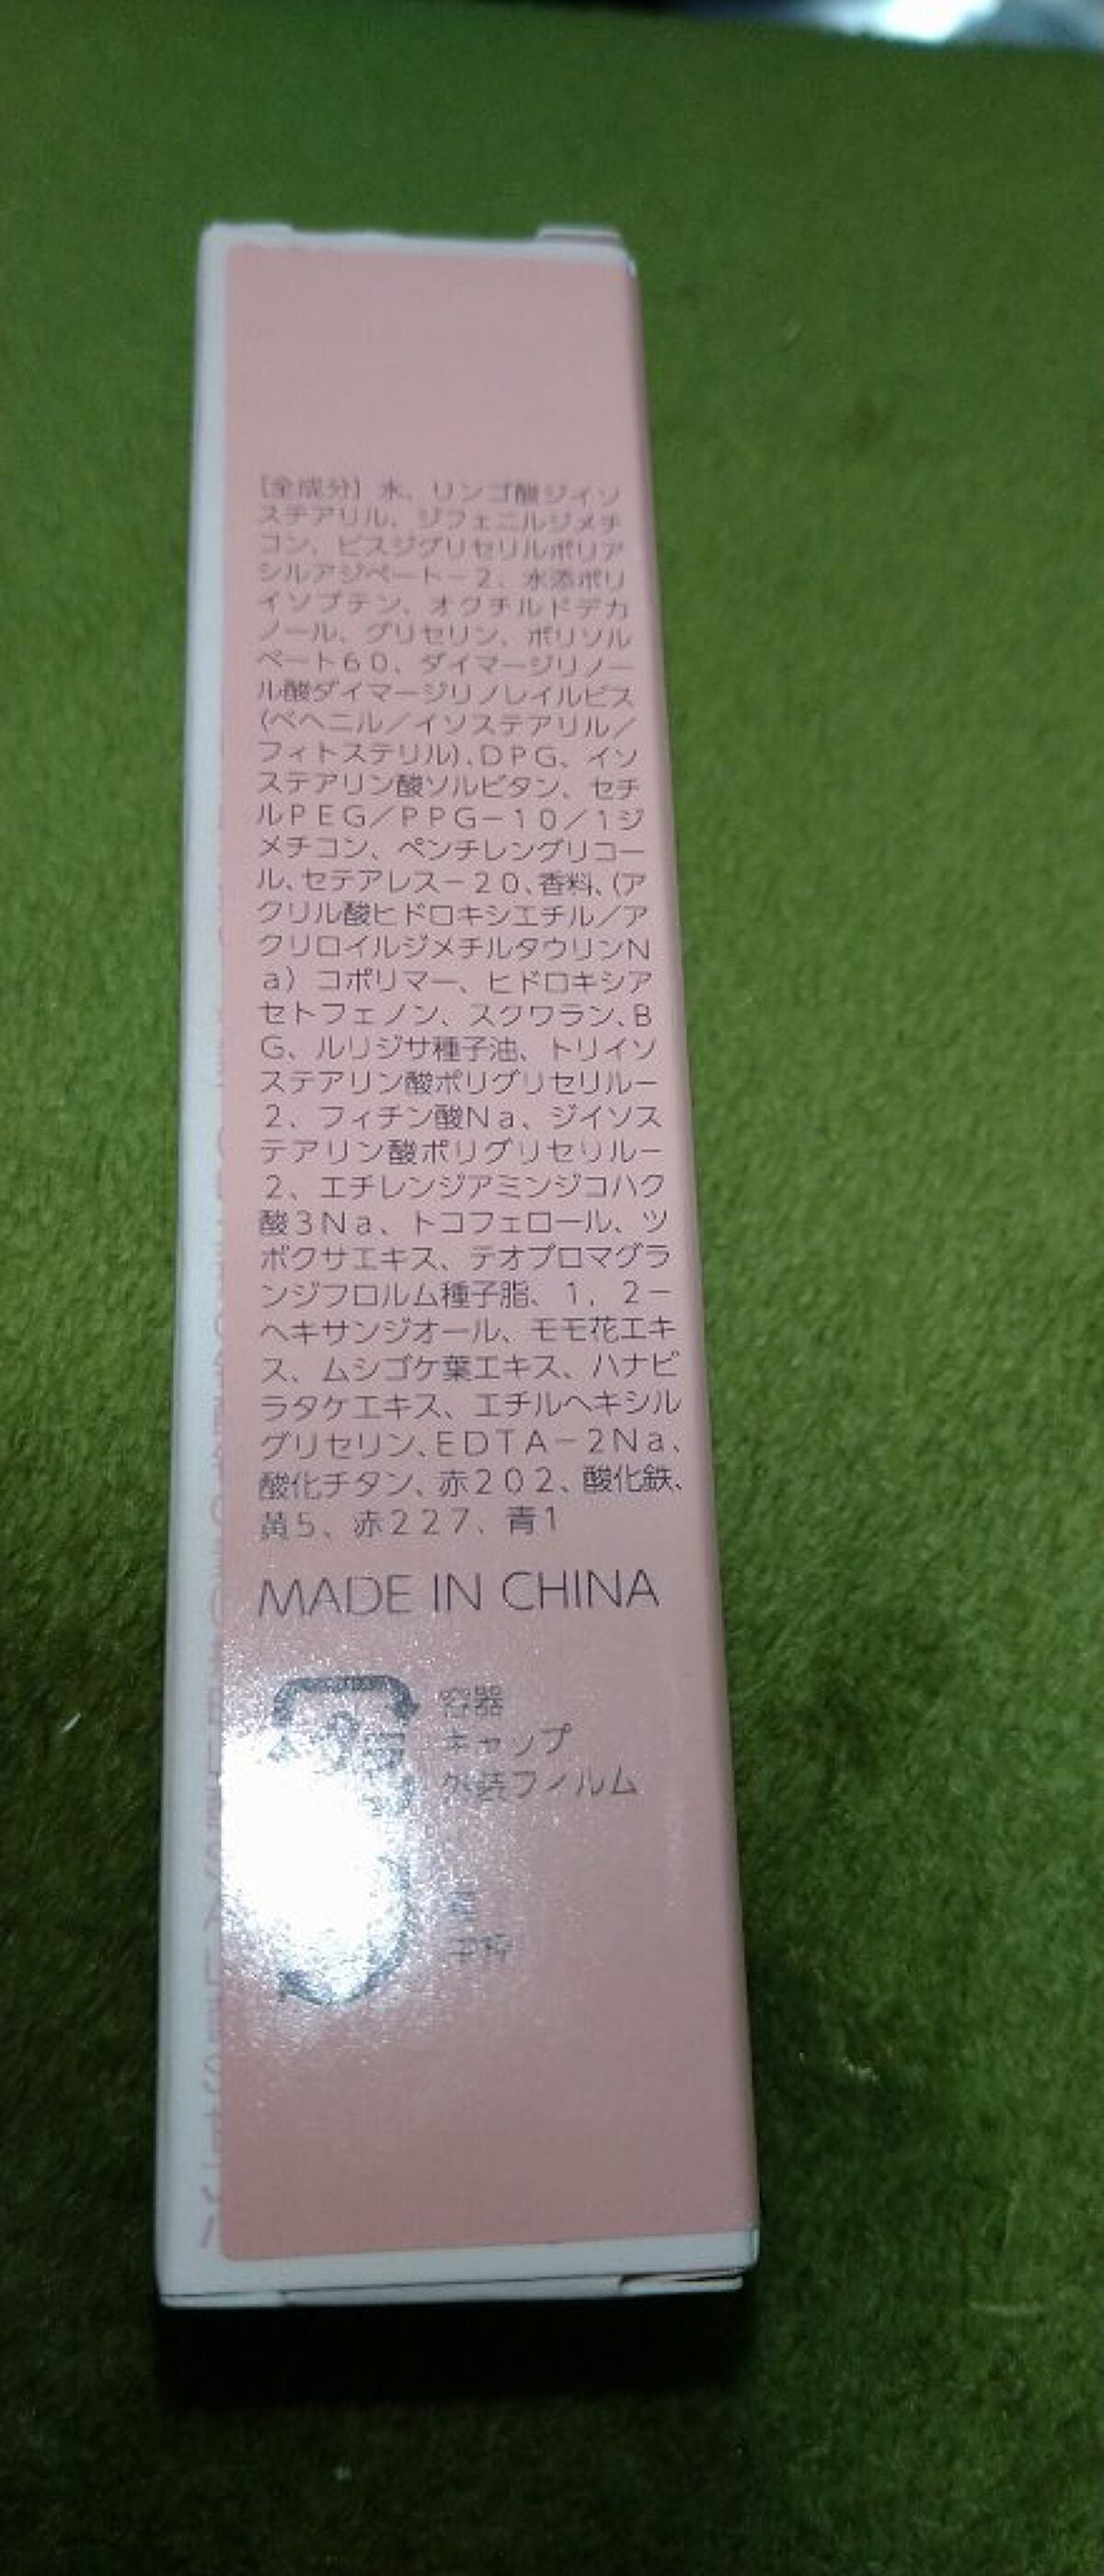 ［全成分］水、リンゴ酸ジイソ
ステアリル、ジフェニルジメチ
コン、ビスジグリセリルポリア
シルアジペート－２、水添ポリ
イソブテン、オクチルドデカ
ノール、グリセリン、ポリソル
ベート６０、ダイマージリノー
ル酸ダイマージリノレイルビス
(ベヘニル／イソステアリル／
フィトステリル)、ＤＰＧ、イソ
ステアリン酸ソルビタン、セチ
ルＰＥＧ／ＰＰＧ－１０／１ジ
メチコン、ペンチレングリコー
ル、セテアレス－２０、香料、(ア
クリル酸ヒドロキシエチル／ア
クリロイルジメチルタウリンＮ
ａ）コポリマー、ヒドロキシア
セトフェノン、スクワラン、Ｂ
Ｇ、ルリジサ種子油、トリイソ
ステアリン酸ポリグリセリル－
２、フィチン酸Ｎａ、ジイソス
テアリン酸ポリグリセリル－
２、エチレンジアミンジコハク
酸３Ｎａ、トコフェロール、ツ
ボクサエキス、テオブロマグラ
ンジフロルム種子脂、１，２－
ヘキサンジオール、モモ花エキ
ス、ムシゴケ葉エキス、ハナビ
ラタケエキス、エチルヘキシル
グリセリン、ＥＤＴＡ－２Ｎａ、
酸化チタン、赤２０２、酸化鉄、
黄５、赤２２７、青１
MADE IN CHINA
容器
キャップ
外装フィルム
中枠